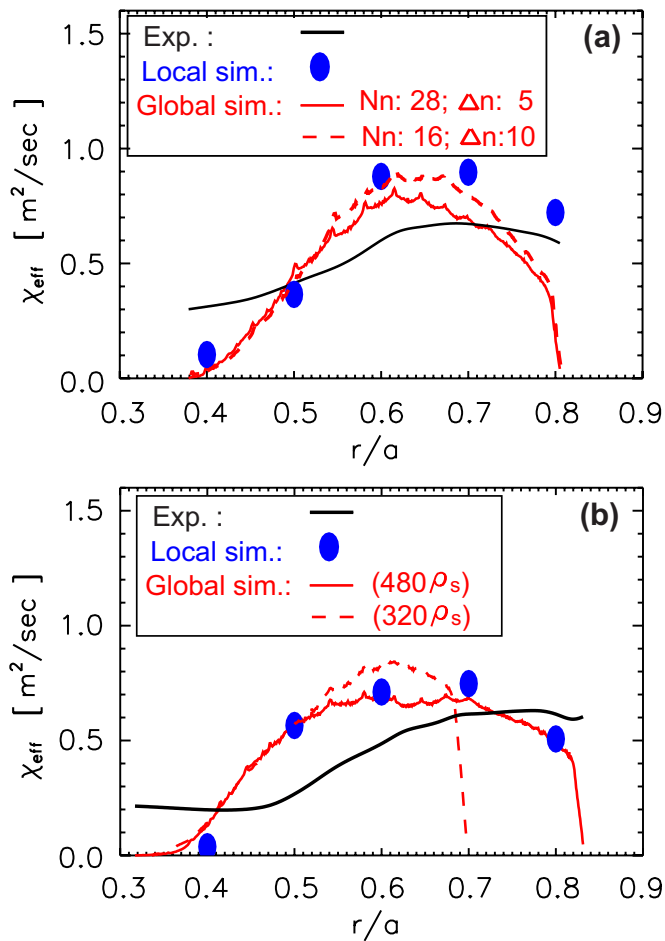 1.5
1.0
0.5
0.0
χeff [ m²/sec ]
(a)
Exp. :
Local sim.:
Global sim.: Nn: 28; Δn: 5
Nn: 16; Δn:10
0.3 0.4 0.5 0.6 0.7 0.8 0.9
r/a
1.5
1.0
0.5
0.0
χeff [ m²/sec ]
(b)
Exp. :
Local sim.:
Global sim.: (480ρs)
(320ρs)
0.3 0.4 0.5 0.6 0.7 0.8 0.9
r/a